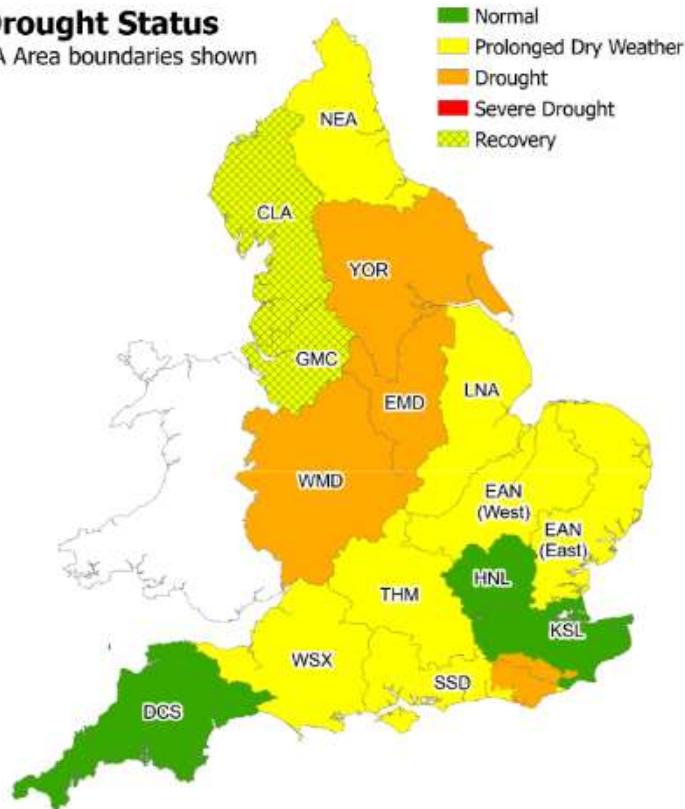 Drought Status
A Area boundaries shown
Normal
Prolonged Dry Weather
Drought
Severe Drought
Recovery
NEA
CLA
YOR
GMC
EMD
LNA
WMD
EAN
(West)
EAN
(East)
HNL
THM
KSL
WSX
SSD
DCS